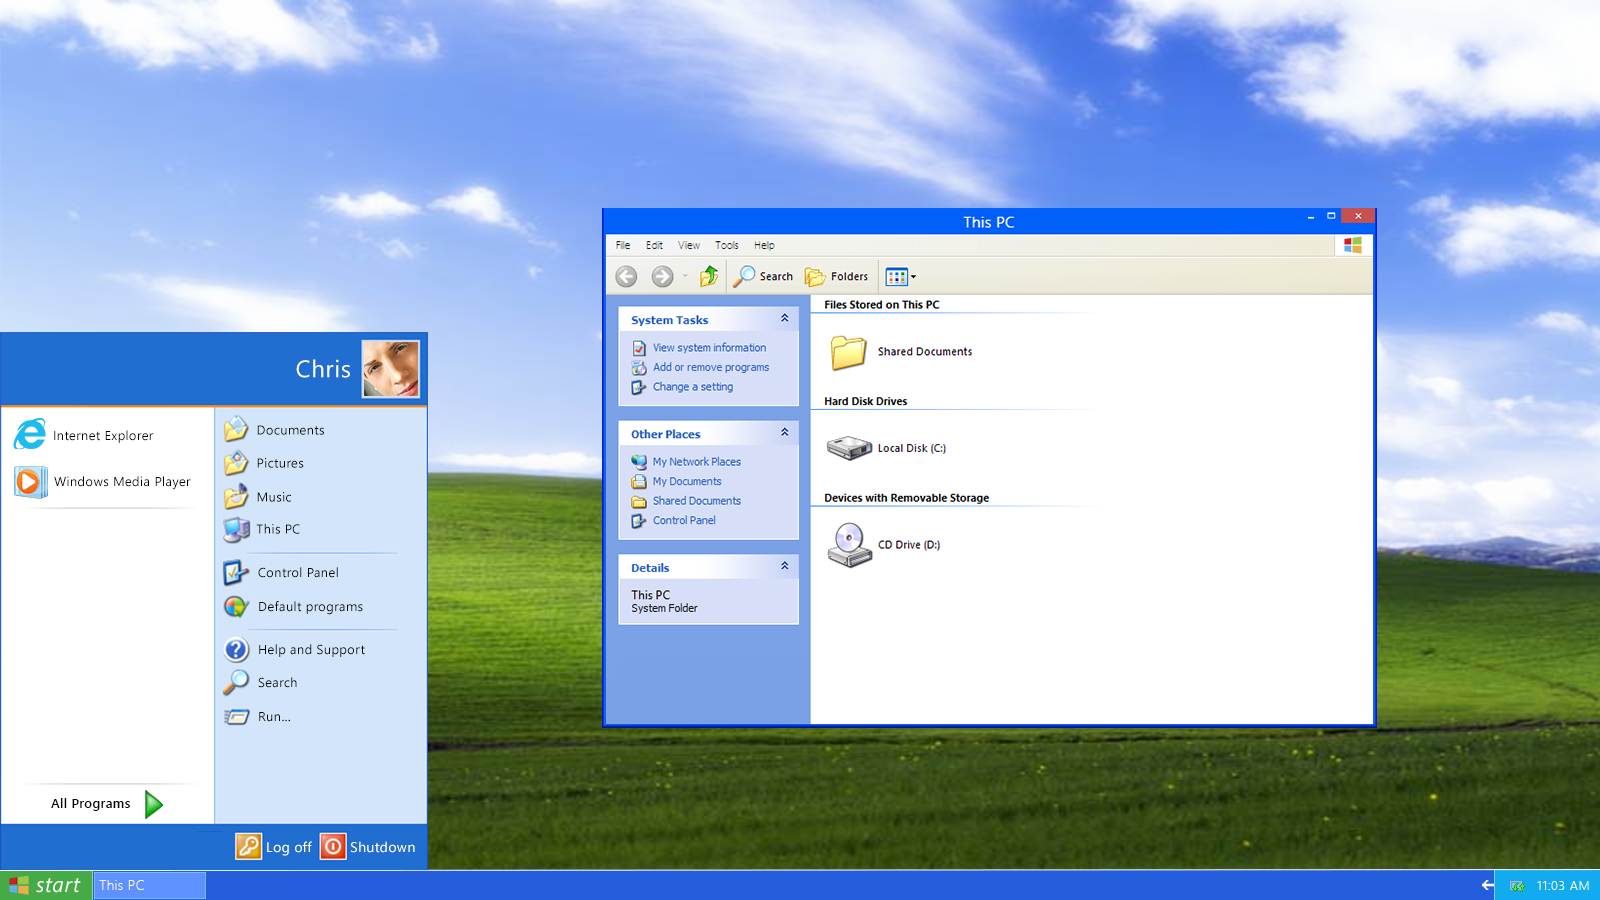 This PC
File Edit View Tools Help
Search Folders
System Tasks
View system information
Add or remove programs
Change a setting
Other Places
My Network Places
My Documents
Shared Documents
Control Panel
Details
This PC
System Folder
Files Stored on This PC
Shared Documents
Hard Disk Drives
Local Disk (C:)
Devices with Removable Storage
CD Drive (D:)
Chris
Internet Explorer
Windows Media Player
All Programs
Documents
Pictures
Music
This PC
Control Panel
Default programs
Help and Support
Search
Run...
Log off Shutdown
start This PC 11:03 AM